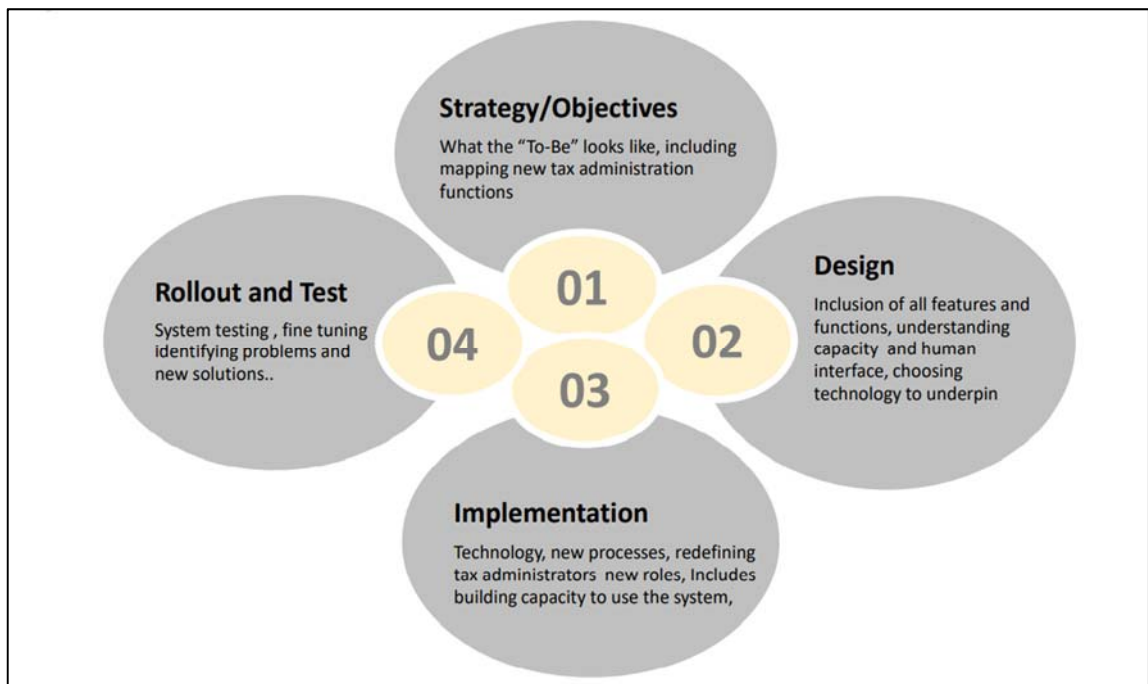 Strategy/Objectives
What the “To-Be” looks like, including
mapping new tax administration
functions
01
Design
Inclusion of all features and
functions, understanding
capacity and human
interface, choosing
technology to underpin
02
03
Implementation
Technology, new processes, redefining
tax administrators new roles, Includes
building capacity to use the system,
Rollout and Test
System testing , fine tuning
identifying problems and
new solutions..
04